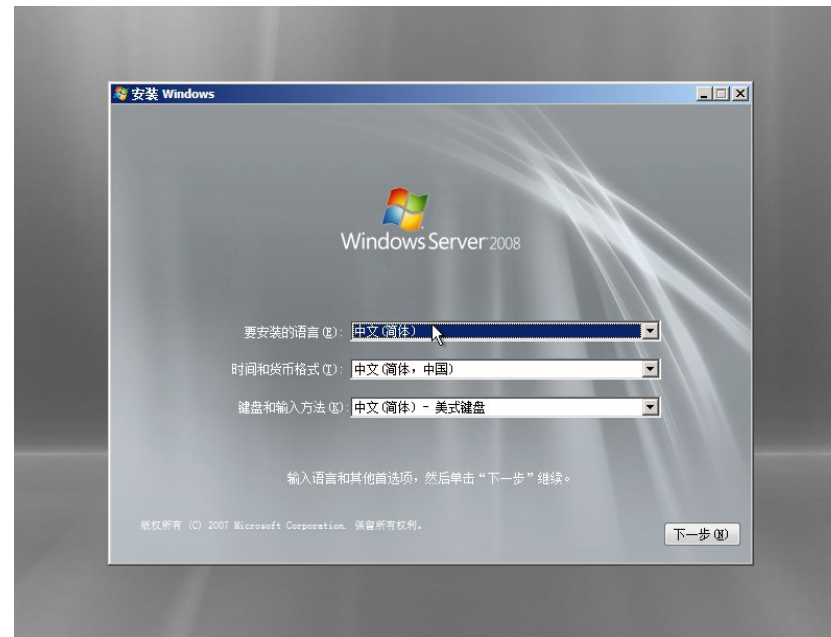 安装 Windows
Windows Server 2008
要安装的语言(E): 中文(简体)
时间和货币格式(T): 中文(简体，中国)
键盘和输入方法(K): 中文(简体) - 美式键盘
输入语言和其他首选项，然后单击“下一步”继续。
版权所有 (C) 2007 Microsoft Corporation. 保留所有权利。
下一步(N)